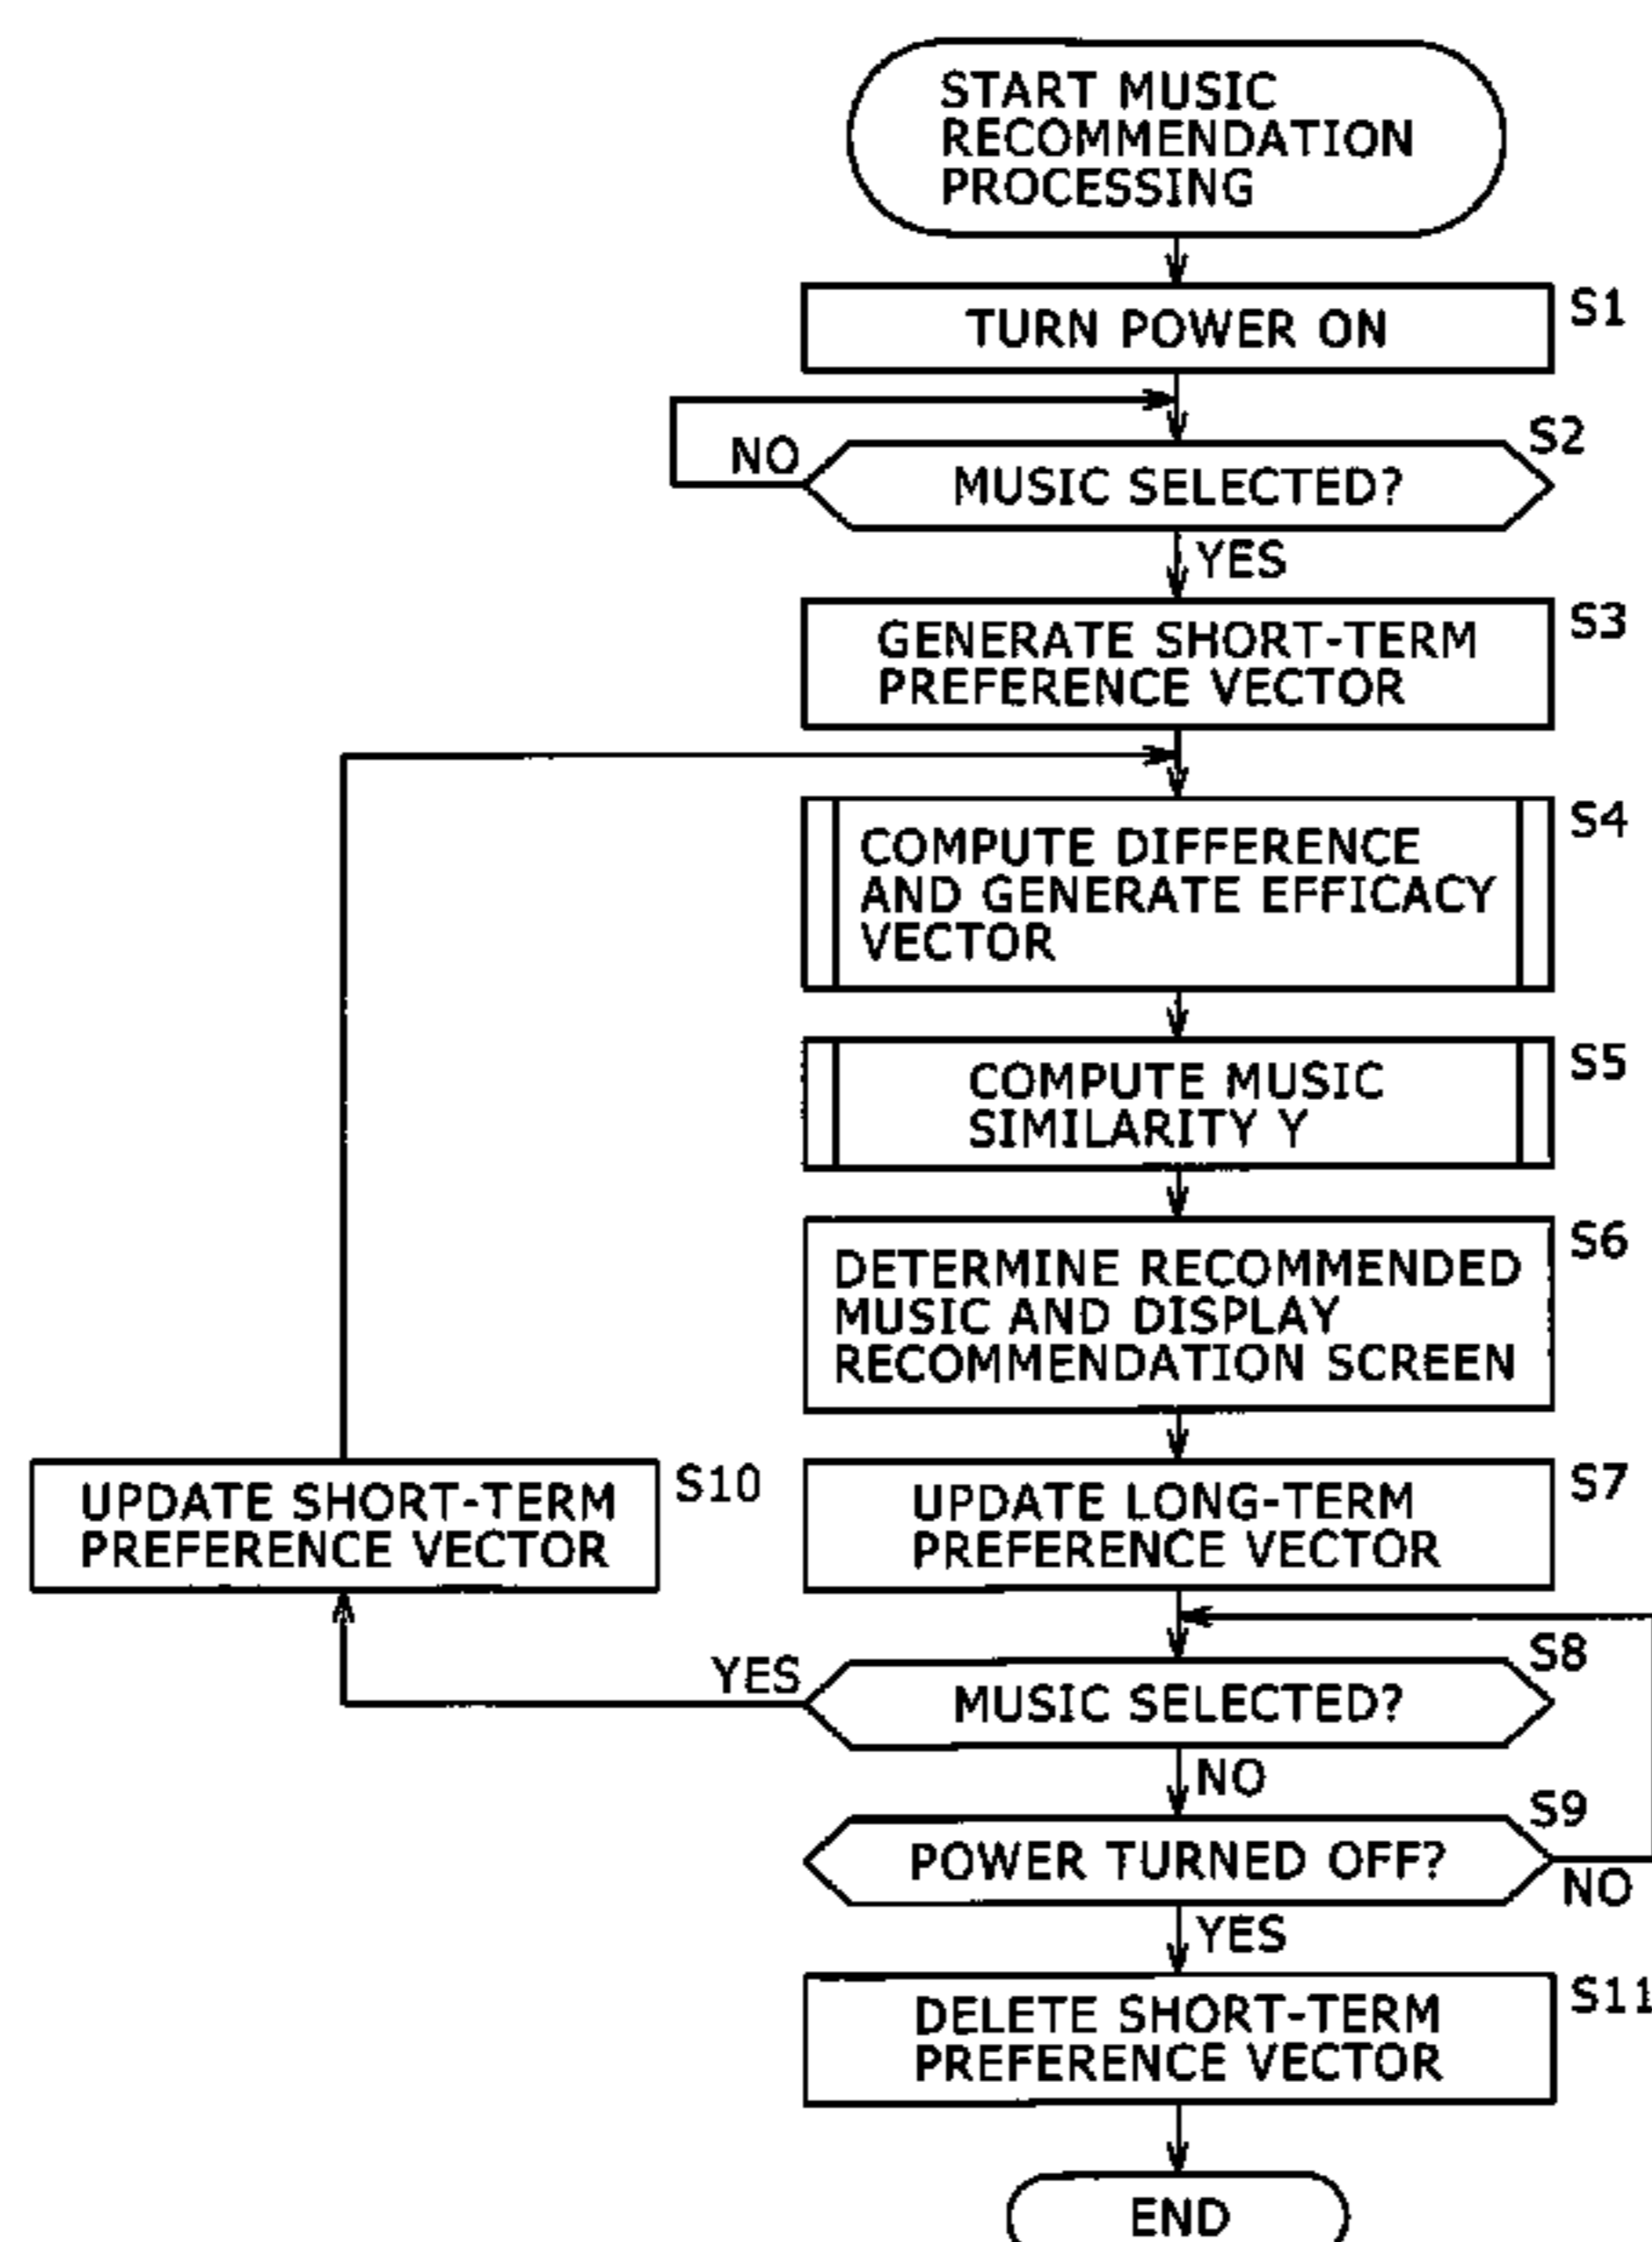 START MUSIC
RECOMMENDATION
PROCESSING
TURN POWER ON
S1
S2
NO
MUSIC SELECTED?
YES
GENERATE SHORT-TERM
PREFERENCE VECTOR
S3
COMPUTE DIFFERENCE
AND GENERATE EFFICACY
VECTOR
S4
COMPUTE MUSIC
SIMILARITY Y
S5
DETERMINE RECOMMENDED
MUSIC AND DISPLAY
RECOMMENDATION SCREEN
S6
UPDATE SHORT-TERM
PREFERENCE VECTOR
S10
UPDATE LONG-TERM
PREFERENCE VECTOR
S7
YES
MUSIC SELECTED?
S8
NO
POWER TURNED OFF?
S9
NO
YES
DELETE SHORT-TERM
PREFERENCE VECTOR
S11
END